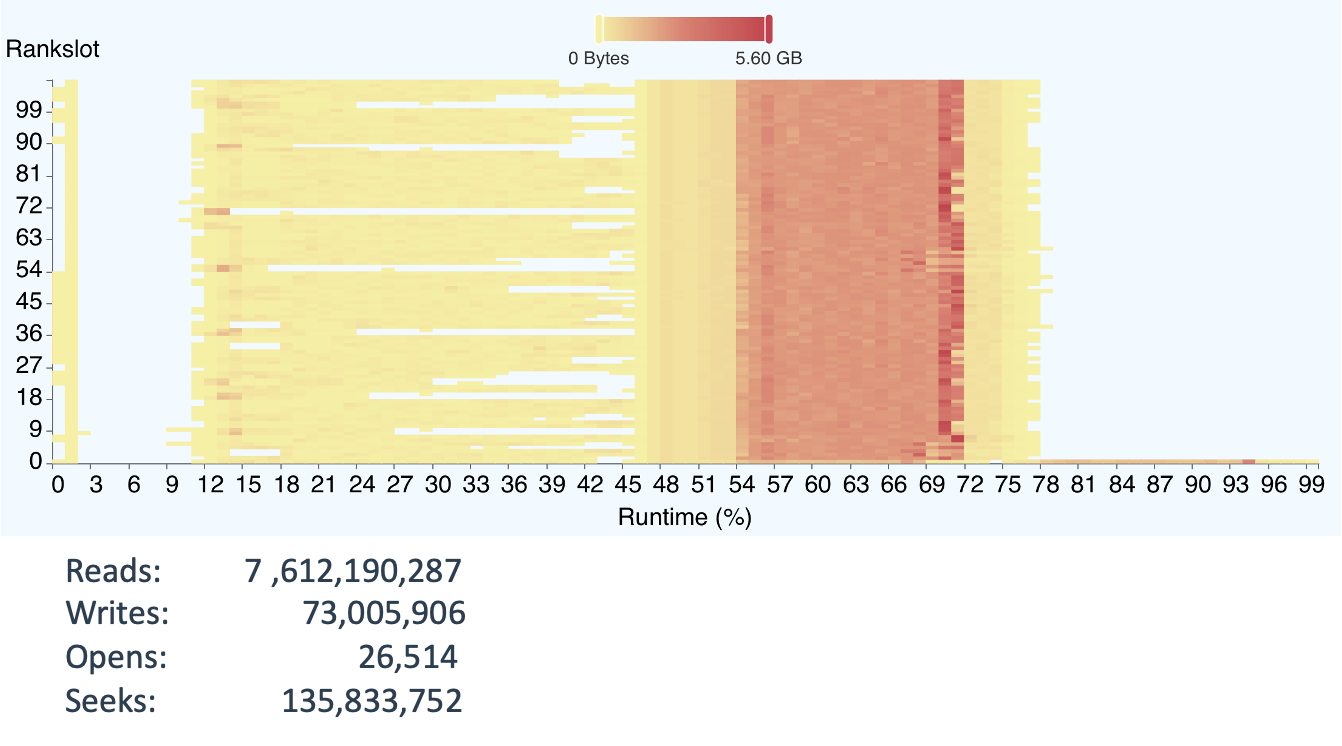 0 Bytes 5.60 GB
Rankslot
99
90
81
72
63
54
45
36
27
18
9
0
0 3 6 9 12 15 18 21 24 27 30 33 36 39 42 45 48 51 54 57 60 63 66 69 72 75 78 81 84 87 90 93 96 99
Runtime (%)
Reads: 7 ,612,190,287
Writes: 73,005,906
Opens: 26,514
Seeks: 135,833,752